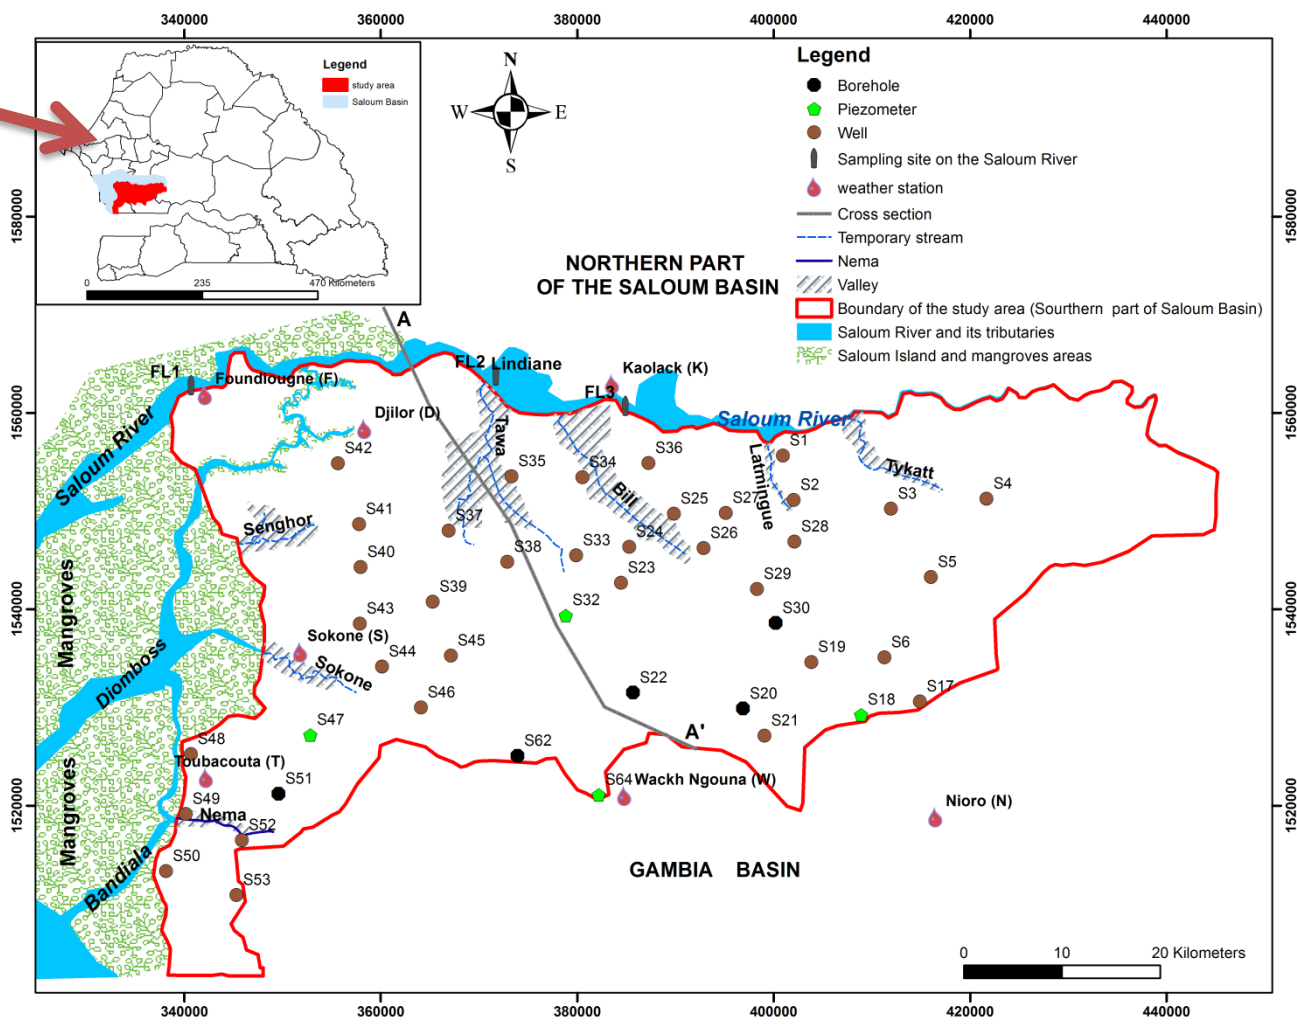 340000
360000
380000
400000
420000
440000
Legend
study area
Saloum Basin
0
235
470 Kilometers
N
W
E
S
Legend
Borehole
Piezometer
Well
Sampling site on the Saloum River
weather station
Cross section
Temporary stream
Nema
Valley
Boundary of the study area (Sourthern part of Saloum Basin)
Saloum River and its tributaries
Saloum Island and mangroves areas
1580000
1580000
NORTHERN PART
OF THE SALOUM BASIN
A
FL1
Foundiougne (F)
FL2
Lindiane
Kaolack (K)
FL3
Djilor (D)
Saloum River
Saloum River
1560000
1560000
S42
Tawa
S35
S34
S36
S1
Latmingue
Tykatt
S41
Senghor
S37
Bill
S25
S27
S2
S3
S4
S40
S38
S33
S24
S26
S28
S39
S23
S29
S5
Mangroves
1540000
1540000
S43
S32
S30
Sokone (S)
S44
S45
S19
S6
Diomboss
Sokone
S46
S22
S20
S18
S17
S47
S21
A'
S48
Toubacouta (T)
S62
S51
S64
Wackh Ngouna (W)
Nioro (N)
Mangroves
1520000
1520000
S49
Nema
S52
S50
Bandiala
S53
GAMBIA BASIN
0
10
20 Kilometers
340000
360000
380000
400000
420000
440000